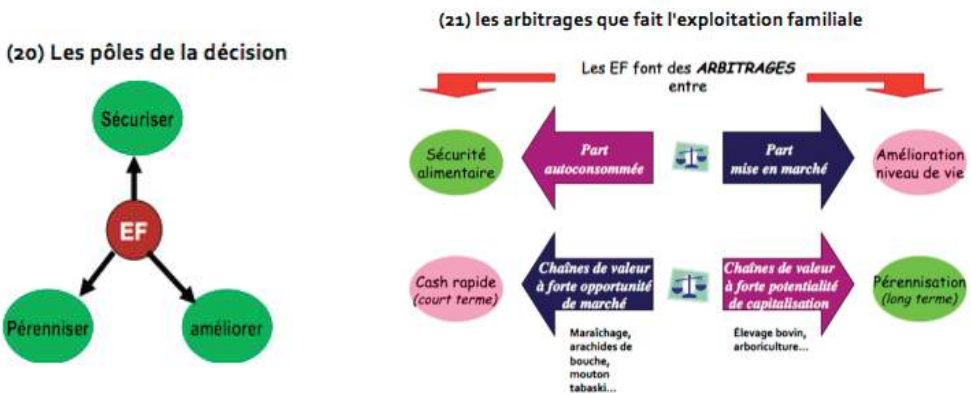 (20) Les pôles de la décision
Sécuriser
EF
Pérenniser
améliorer
(21) les arbitrages que fait l'exploitation familiale
Les EF font des ARBITRAGES
entre
Sécurité
alimentaire
Part
autoconsommée
Part
mise en marché
Amélioration
niveau de vie
Cash rapide
(court terme)
Chaînes de valeur
à forte opportunité
de marché
Chaînes de valeur
à forte potentialité
de capitalisation
Pérennisation
(long terme)
Maraîchage,
arachides de
bouche,
mouton
tabaski...
Élevage bovin,
arboriculture...